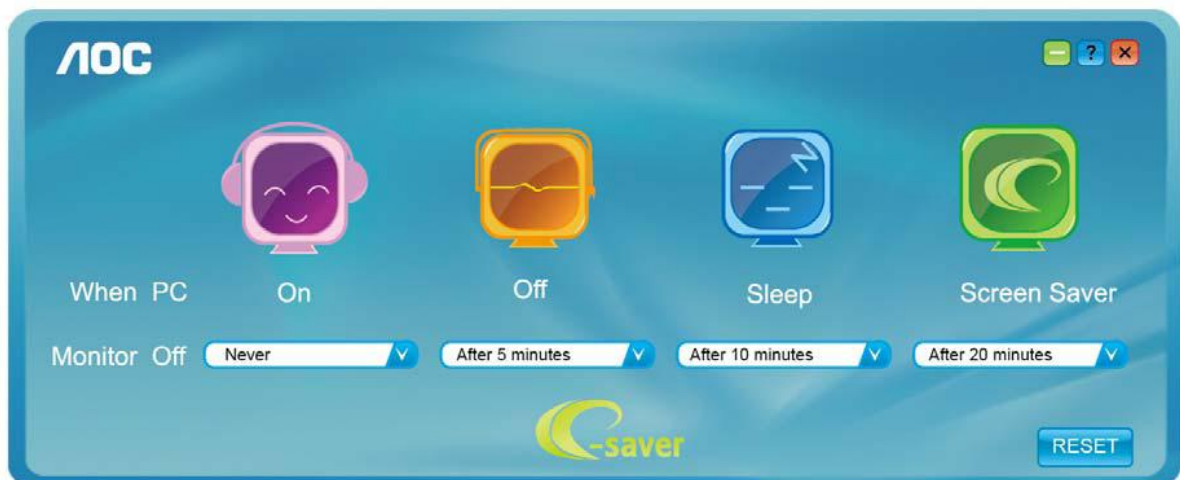 AOC
?
When PC On Off Sleep Screen Saver
Monitor Off Never After 5 minutes After 10 minutes After 20 minutes
e-saver
RESET